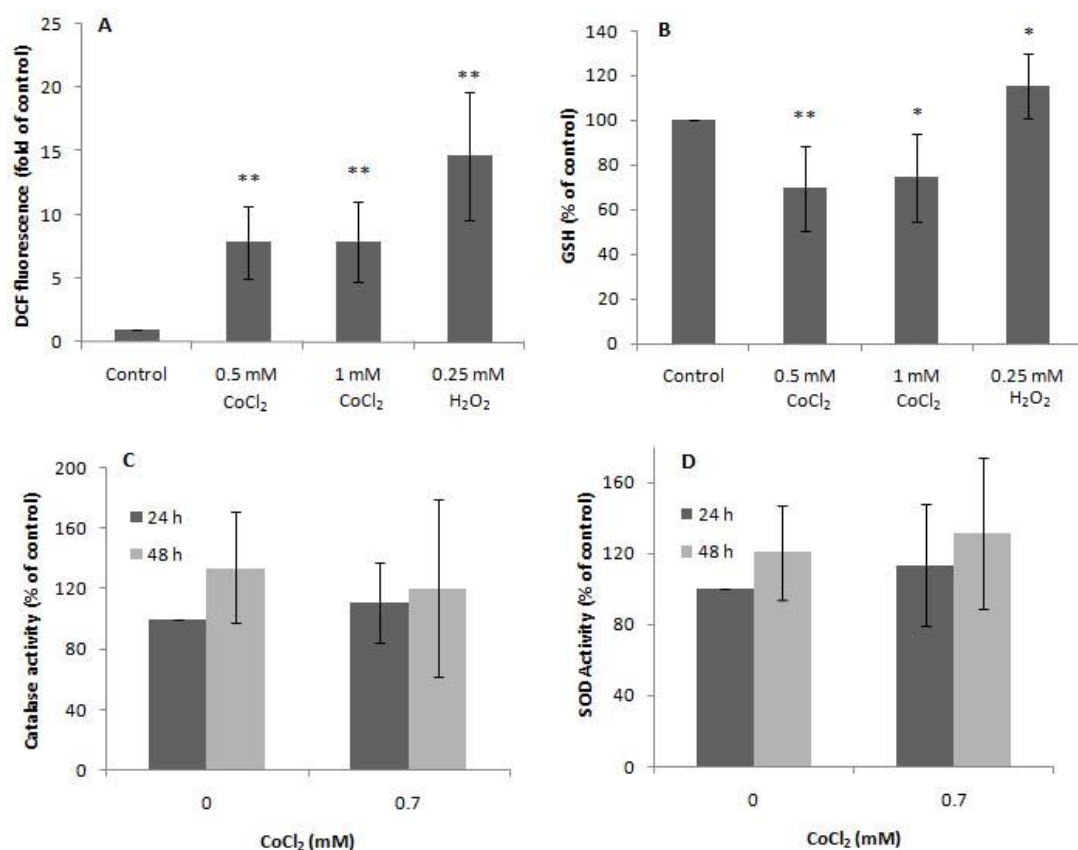 A
DCF fluorescence (fold of control)
25
20
15
10
5
0
**
**
**
Control
0.5 mM
CoCl₂
1 mM
CoCl₂
0.25 mM
H₂O₂
B
GSH (% of control)
140
120
100
80
60
40
20
0
**
*
*
Control
0.5 mM
CoCl₂
1 mM
CoCl₂
0.25 mM
H₂O₂
C
Catalase activity (% of control)
200
160
120
80
40
0
24 h
48 h
0
0.7
CoCl₂ (mM)
D
SOD Activity (% of control)
160
120
80
40
0
24 h
48 h
0
0.7
CoCl₂ (mM)